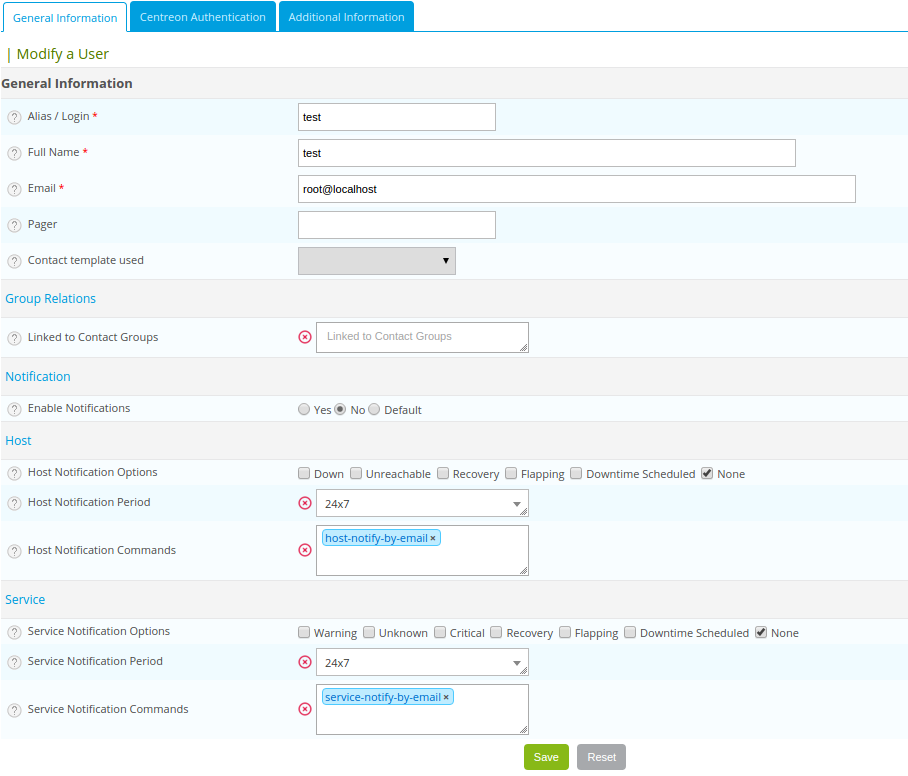 General Information Centreon Authentication Additional Information
| Modify a User
General Information
? Alias / Login * test
? Full Name * test
? Email * root@localhost
? Pager
? Contact template used
Group Relations
? Linked to Contact Groups Linked to Contact Groups
Notification
? Enable Notifications Yes No Default
Host
? Host Notification Options Down Unreachable Recovery Flapping Downtime Scheduled None
? Host Notification Period 24x7
? Host Notification Commands host-notify-by-email ×
Service
? Service Notification Options Warning Unknown Critical Recovery Flapping Downtime Scheduled None
? Service Notification Period 24x7
? Service Notification Commands service-notify-by-email ×
Save Reset